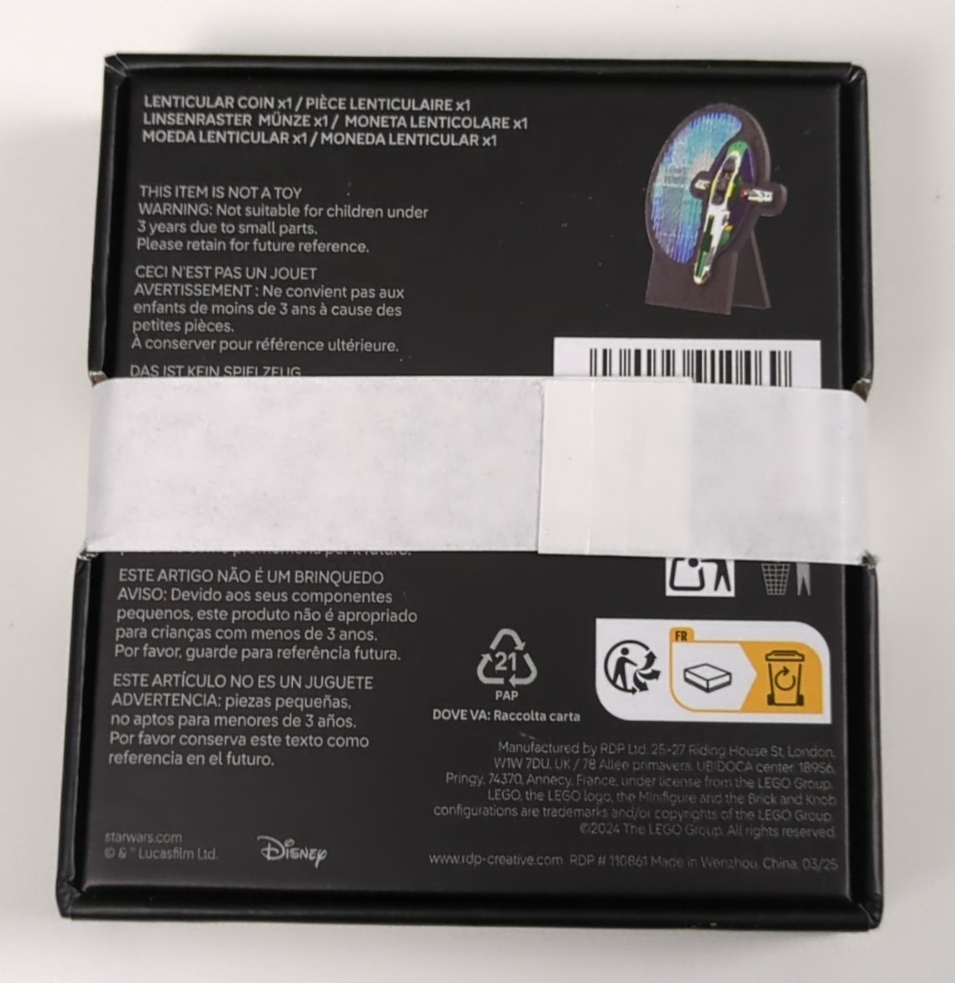 LENTICULAR COIN x1 / PIÈCE LENTICULAIRE x1
LINSENRASTER MÜNZE x1 / MONETA LENTICOLARE x1
MOEDA LENTICULAR x1 / MONEDA LENTICULAR x1
THIS ITEM IS NOT A TOY
WARNING: Not suitable for children under
3 years due to small parts.
Please retain for future reference.
CECI N'EST PAS UN JOUET
AVERTISSEMENT : Ne convient pas aux
enfants de moins de 3 ans à cause des
petites pièces.
À conserver pour référence ultérieure.
DAS IST KEIN SPIELZEUG
ESTE ARTIGO NÃO É UM BRINQUEDO
AVISO: Devido aos seus componentes
pequenos, este produto não é apropriado
para crianças com menos de 3 anos.
Por favor, guarde para referência futura.
ESTE ARTÍCULO NO ES UN JUGUETE
ADVERTENCIA: piezas pequeñas,
no aptos para menores de 3 años.
Por favor conserva este texto como
referencia en el futuro.
21
PAP
DOVE VA: Raccolta carta
FR
Manufactured by RDP Ltd. 25-27 Riding House St, London,
W1W 7DU, UK / 78 Allée primavera, UBIDOCA center, 18956,
Pringy, 74370, Annecy, France, under license from the LEGO Group.
LEGO, the LEGO logo, the Minifigure and the Brick and Knob
configurations are trademarks and/or copyrights of the LEGO Group.
©2024 The LEGO Group. All rights reserved.
starwars.com
© & ™ Lucasfilm Ltd.
Disney
www.rdp-creative.com RDP # 110861 Made in Wenzhou, China, 03/25